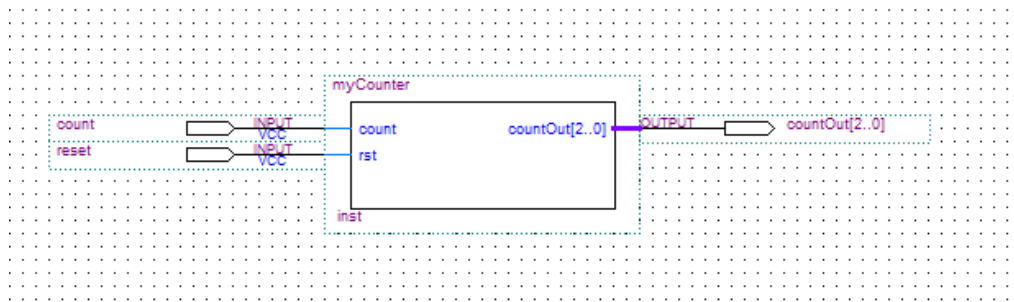 myCounter
count INPUT VCC count countOut[2..0] OUTPUT countOut[2..0]
reset INPUT VCC rst
inst